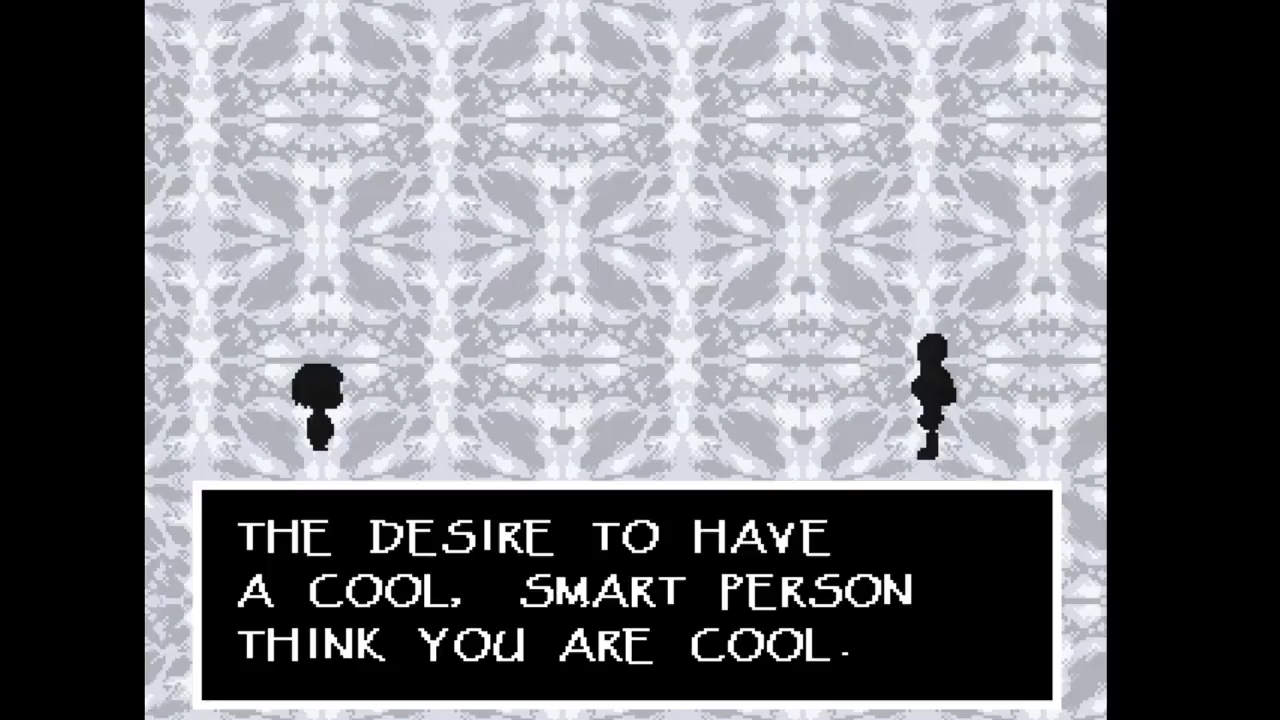 THE DESIRE TO HAVE
A COOL, SMART PERSON
THINK YOU ARE COOL.